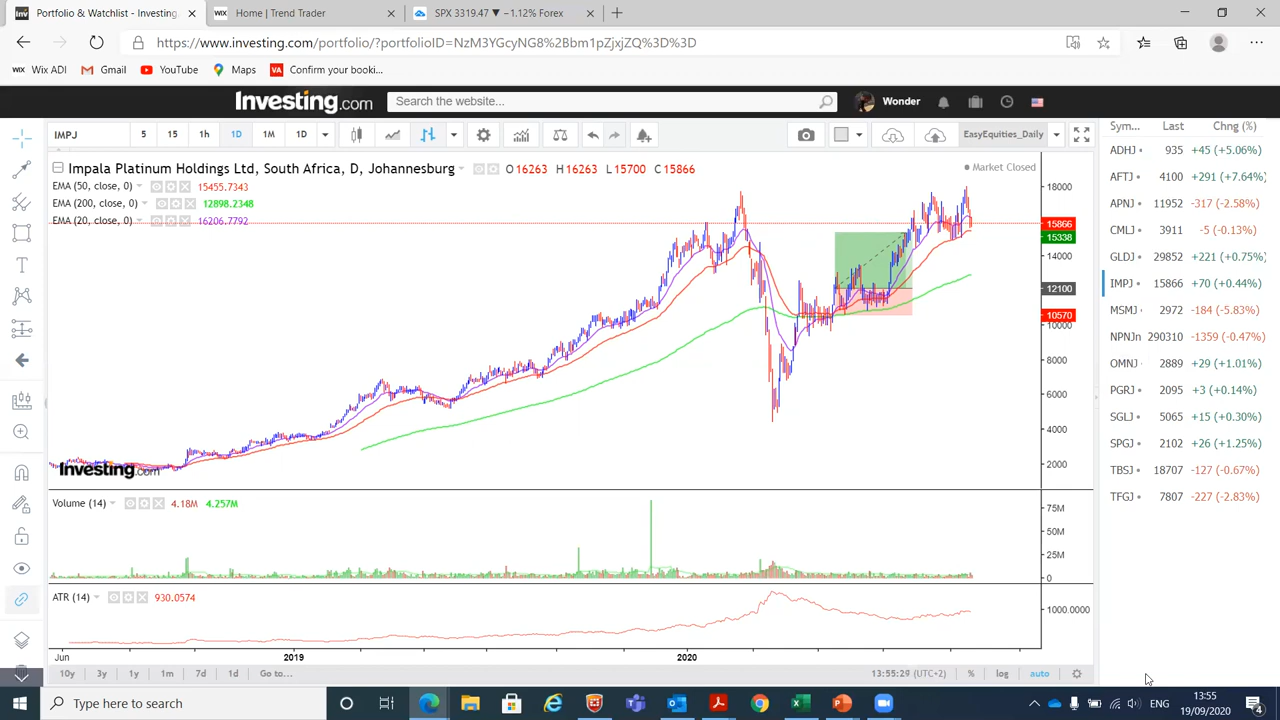 Portfolio & Watchlist - Investing.
WIX Home | Trend Trader
SPX 3319.47 ▼ −1.12% Forex
https://www.investing.com/portfolio/?portfolioID=NzM3YGcyNG8%2Bbm1pZjxjZQ%3D%3D
WIX Wix ADI
Gmail
YouTube
Maps
VA Confirm your booki...
Investing.com
Search the website...
Wonder
IMPJ
5 15 1h 1D 1M 1D
EasyEquities_Daily
Impala Platinum Holdings Ltd, South Africa, D, Johannesburg
O 16263 H 16263 L 15700 C 15866
Market Closed
EMA (50, close, 0) 15455.7343
EMA (200, close, 0) 12898.2348
EMA (20, close, 0) 16206.7792
18000
15866
15338
14000
12100
10570
10000
8000
6000
4000
2000
Investing.com
Volume (14) 4.18M 4.257M
75M
50M
25M
0
ATR (14) 930.0574
1000.0000
Jun 2019 2020
10y 3y 1y 1m 7d 1d Go to...
13:55:29 (UTC+2) % log auto
Sym... Last Chng (%)
ADHJ 935 +45 (+5.06%)
AFTJ 4100 +291 (+7.64%)
APNJ 11952 -317 (-2.58%)
CMLJ 3911 -5 (-0.13%)
GLDJ 29852 +221 (+0.75%)
IMPJ 15866 +70 (+0.44%)
MSMJ 2972 -184 (-5.83%)
NPNJn 290310 -1359 (-0.47%)
OMNJ 2889 +29 (+1.01%)
PGRJ 2095 +3 (+0.14%)
SGLJ 5065 +15 (+0.30%)
SPGJ 2102 +26 (+1.25%)
TBSJ 18707 -127 (-0.67%)
TFGJ 7807 -227 (-2.83%)
Type here to search
ENG
13:55
19/09/2020
4